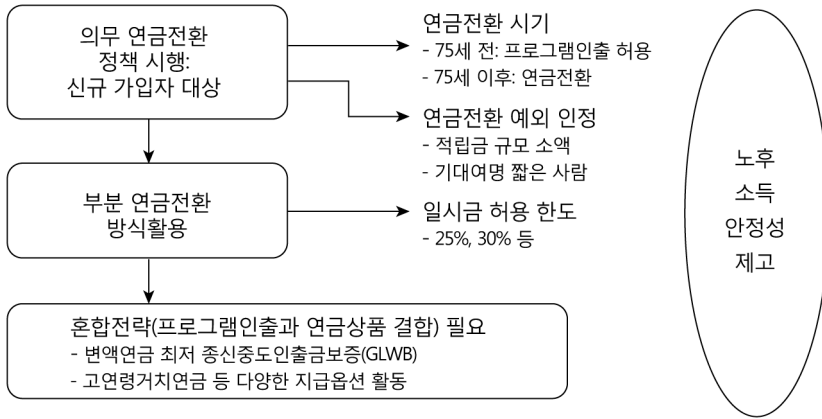 의무 연금전환
정책 시행:
신규 가입자 대상
연금전환 시기
- 75세 전: 프로그램인출 허용
- 75세 이후: 연금전환
연금전환 예외 인정
- 적립금 규모 소액
- 기대여명 짧은 사람
부분 연금전환
방식활용
일시금 허용 한도
- 25%, 30% 등
혼합전략(프로그램인출과 연금상품 결합) 필요
- 변액연금 최저 종신중도인출금보증(GLWB)
- 고연령거치연금 등 다양한 지급옵션 활동
노후
소득
안정성
제고